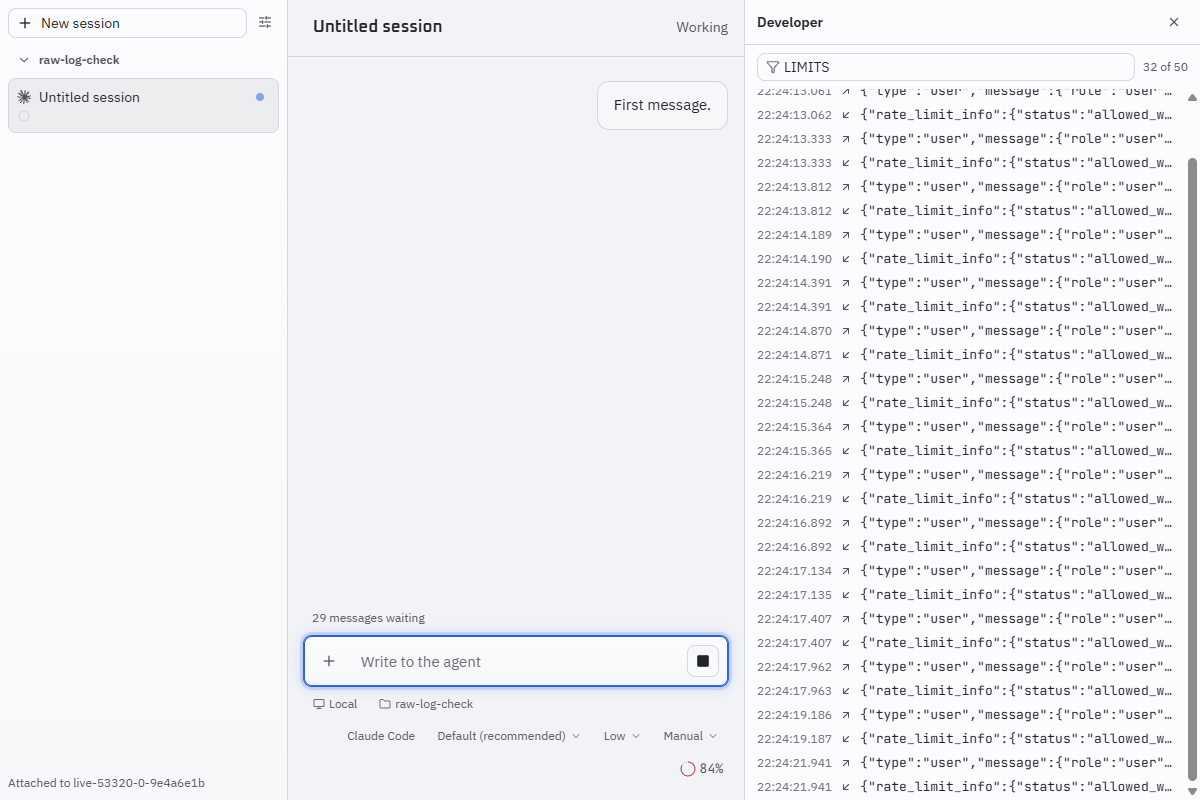 New session
raw-log-check
Untitled session
Attached to live-53320-0-9e4a6e1b
Untitled session
Working
First message.
29 messages waiting
Write to the agent
Local
raw-log-check
Claude Code
Default (recommended)
Low
Manual
84%
Developer
LIMITS
32 of 50
22:24:13.061 ↗ {"type":"user","message":{"role":"user"…
22:24:13.062 ↙ {"rate_limit_info":{"status":"allowed_w…
22:24:13.333 ↗ {"type":"user","message":{"role":"user"…
22:24:13.333 ↙ {"rate_limit_info":{"status":"allowed_w…
22:24:13.812 ↗ {"type":"user","message":{"role":"user"…
22:24:13.812 ↙ {"rate_limit_info":{"status":"allowed_w…
22:24:14.189 ↗ {"type":"user","message":{"role":"user"…
22:24:14.190 ↙ {"rate_limit_info":{"status":"allowed_w…
22:24:14.391 ↗ {"type":"user","message":{"role":"user"…
22:24:14.391 ↙ {"rate_limit_info":{"status":"allowed_w…
22:24:14.870 ↗ {"type":"user","message":{"role":"user"…
22:24:14.871 ↙ {"rate_limit_info":{"status":"allowed_w…
22:24:15.248 ↗ {"type":"user","message":{"role":"user"…
22:24:15.248 ↙ {"rate_limit_info":{"status":"allowed_w…
22:24:15.364 ↗ {"type":"user","message":{"role":"user"…
22:24:15.365 ↙ {"rate_limit_info":{"status":"allowed_w…
22:24:16.219 ↗ {"type":"user","message":{"role":"user"…
22:24:16.219 ↙ {"rate_limit_info":{"status":"allowed_w…
22:24:16.892 ↗ {"type":"user","message":{"role":"user"…
22:24:16.892 ↙ {"rate_limit_info":{"status":"allowed_w…
22:24:17.134 ↗ {"type":"user","message":{"role":"user"…
22:24:17.135 ↙ {"rate_limit_info":{"status":"allowed_w…
22:24:17.407 ↗ {"type":"user","message":{"role":"user"…
22:24:17.407 ↙ {"rate_limit_info":{"status":"allowed_w…
22:24:17.962 ↗ {"type":"user","message":{"role":"user"…
22:24:17.963 ↙ {"rate_limit_info":{"status":"allowed_w…
22:24:19.186 ↗ {"type":"user","message":{"role":"user"…
22:24:19.187 ↙ {"rate_limit_info":{"status":"allowed_w…
22:24:21.941 ↗ {"type":"user","message":{"role":"user"…
22:24:21.941 ↙ {"rate_limit_info":{"status":"allowed_w…